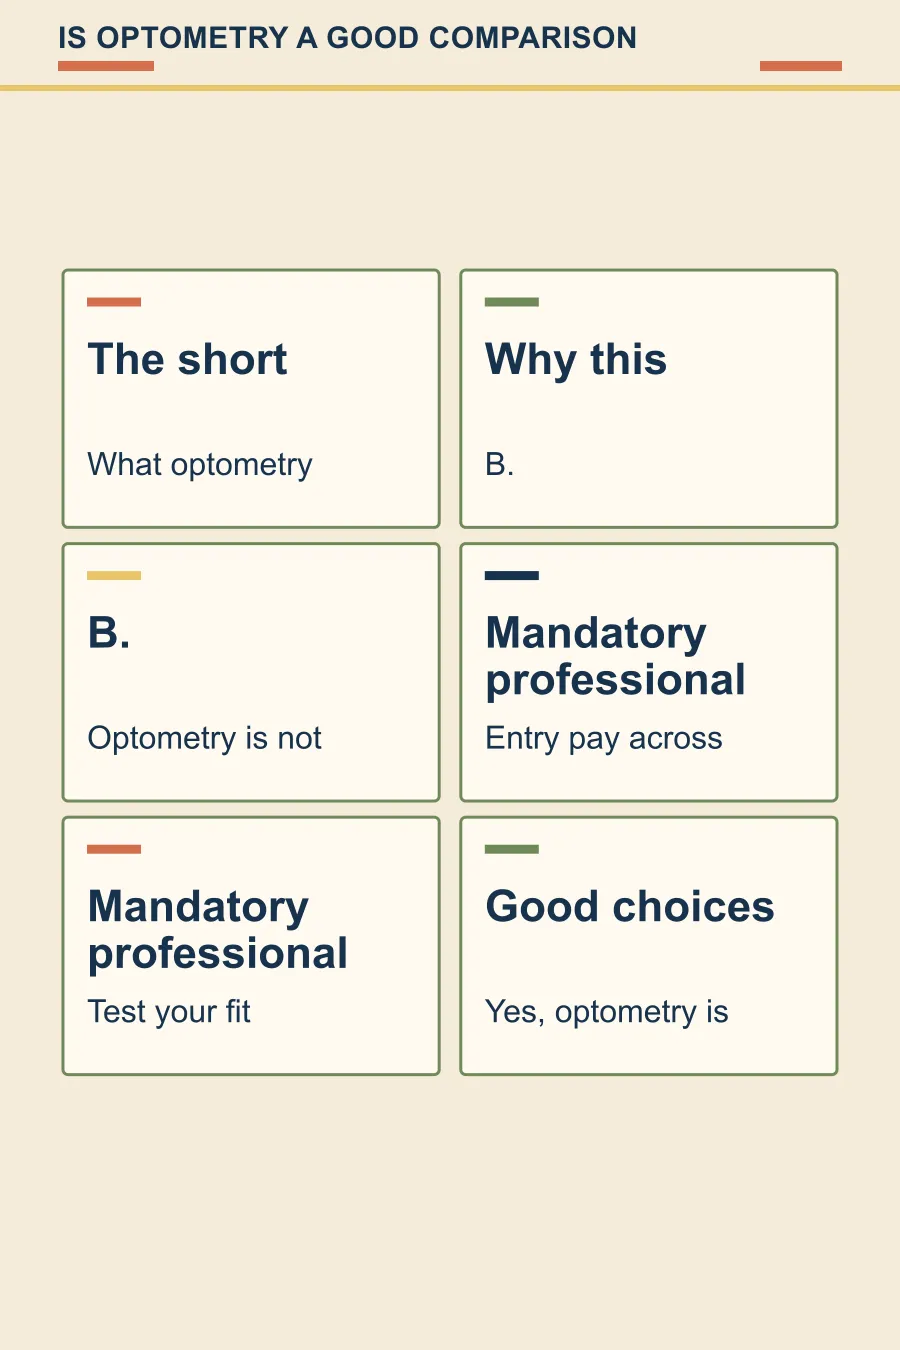 IS OPTOMETRY A GOOD COMPARISON
The short
What optometry
Why this
B.
B.
Optometry is not
Mandatory
professional
Entry pay across
Mandatory
professional
Test your fit
Good choices
Yes, optometry is